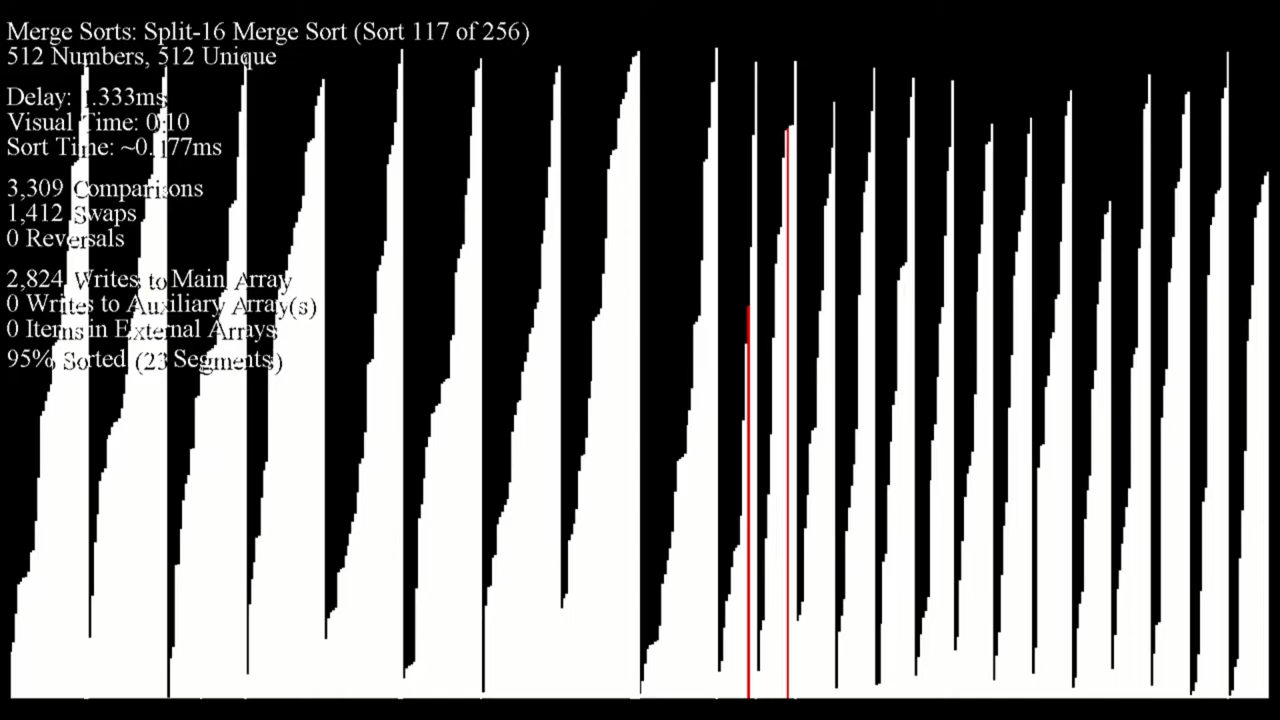 Merge Sorts: Split-16 Merge Sort (Sort 117 of 256)
512 Numbers, 512 Unique
Delay: 1.333ms
Visual Time: 0:10
Sort Time: ~0.177ms
3,309 Comparisons
1,412 Swaps
0 Reversals
2,824 Writes to Main Array
0 Writes to Auxiliary Array(s)
0 Items in External Arrays
95% Sorted (23 Segments)